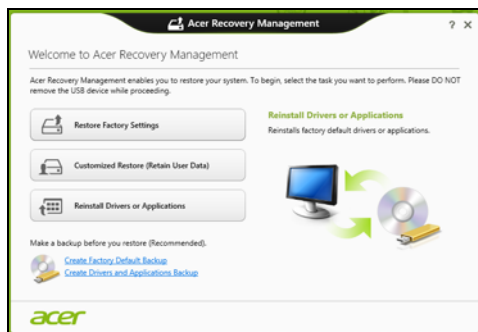 Acer Recovery Management
? ×
Welcome to Acer Recovery Management
Acer Recovery Management enables you to restore your system. To begin, select the task you want to perform. Please DO NOT
remove the USB device while proceeding.
Restore Factory Settings
Customized Restore (Retain User Data)
Reinstall Drivers or Applications
Reinstall Drivers or Applications
Reinstalls factory default drivers or applications.
Make a backup before you restore (Recommended).
Create Factory Default Backup
Create Drivers and Applications Backup
acer